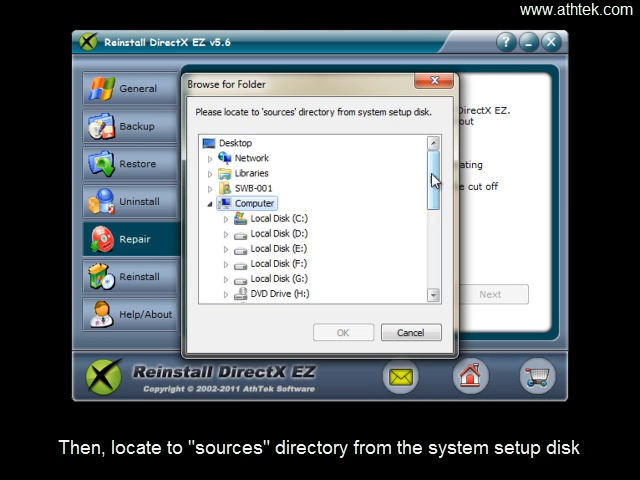 www.athtek.com
Reinstall DirectX EZ v5.6
?
General
Backup
Restore
Uninstall
Repair
Reinstall
Help/About
Browse for Folder
Please locate to 'sources' directory from system setup disk.
Desktop
Network
Libraries
SWB-001
Computer
Local Disk (C:)
Local Disk (D:)
Local Disk (E:)
Local Disk (F:)
Local Disk (G:)
DVD Drive (H:)
OK
Cancel
DirectX EZ.
out
ating
e cut off
Next
Reinstall DirectX EZ
Copyright © 2002-2011 AthTek Software
Then, locate to "sources" directory from the system setup disk